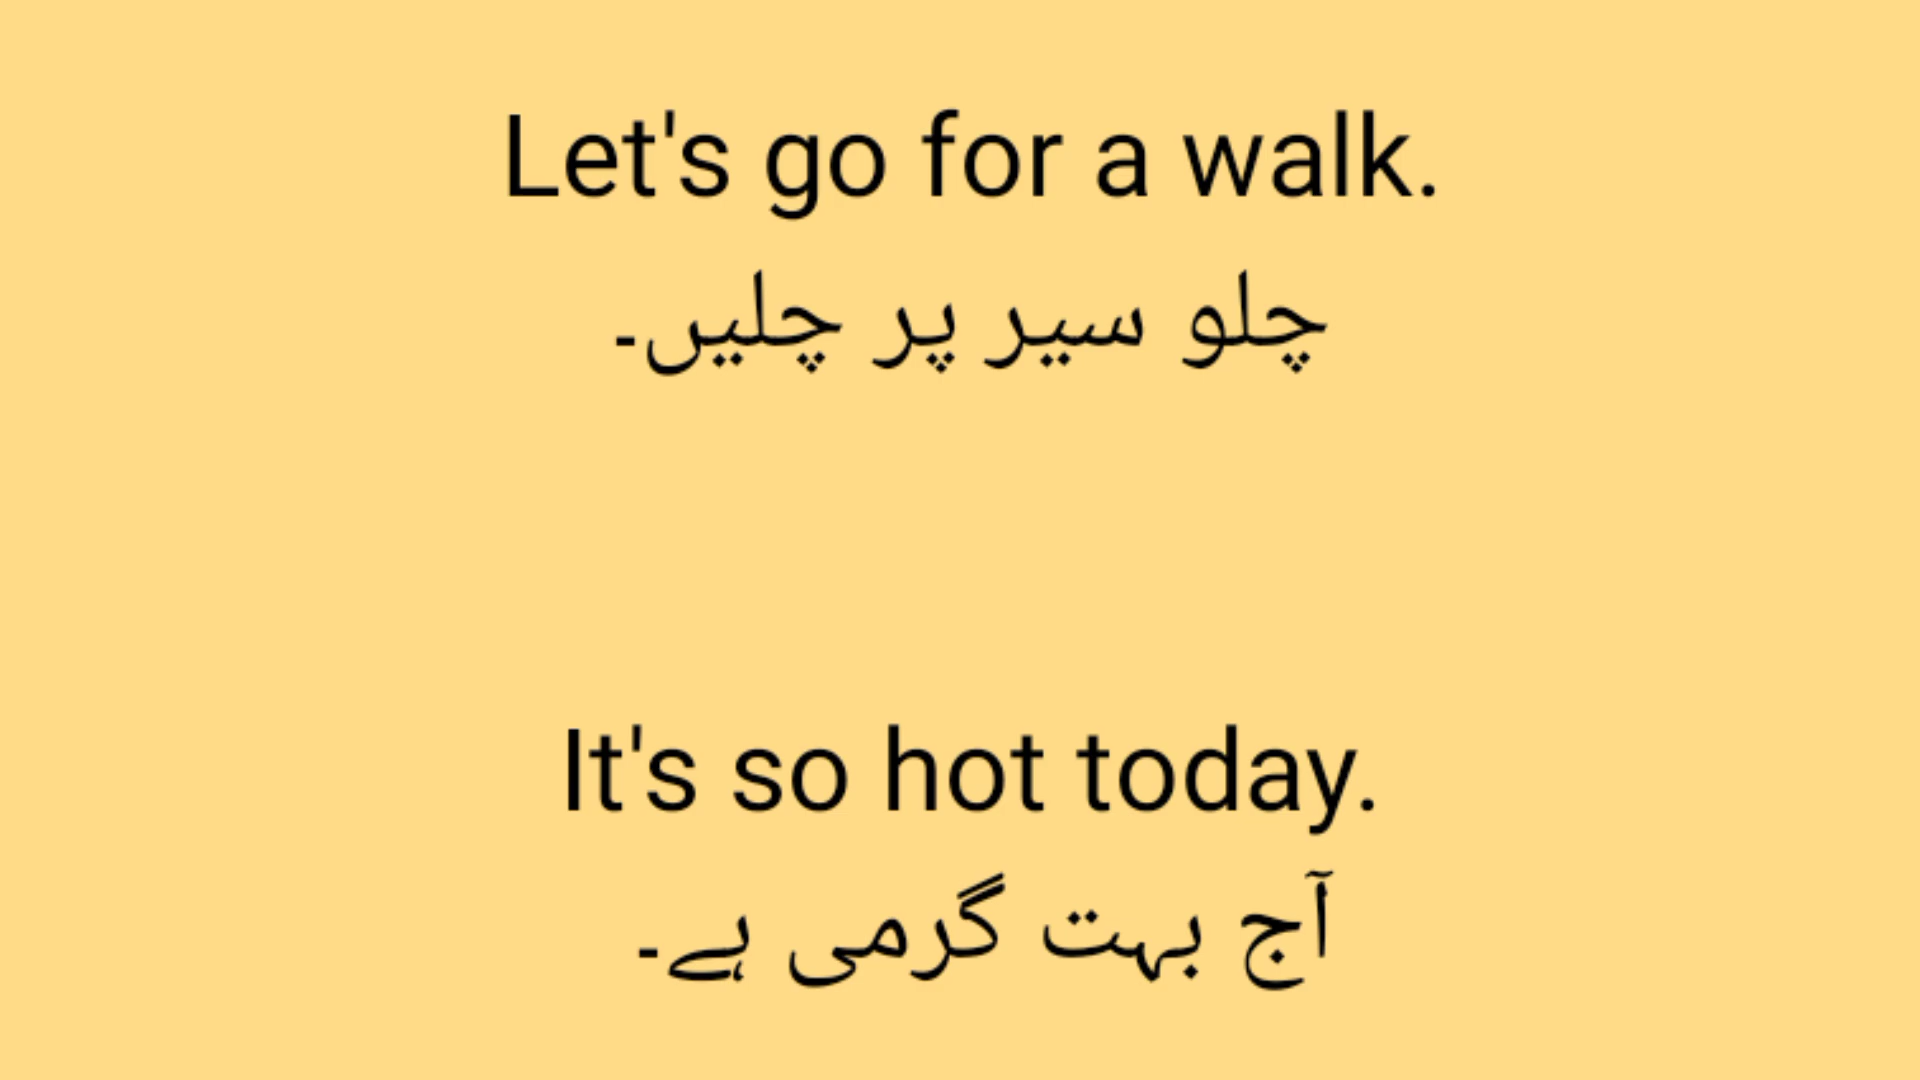 Let's go for a walk.
چلو سیر پر چلیں۔
It's so hot today.
آج بہت گرمی ہے۔